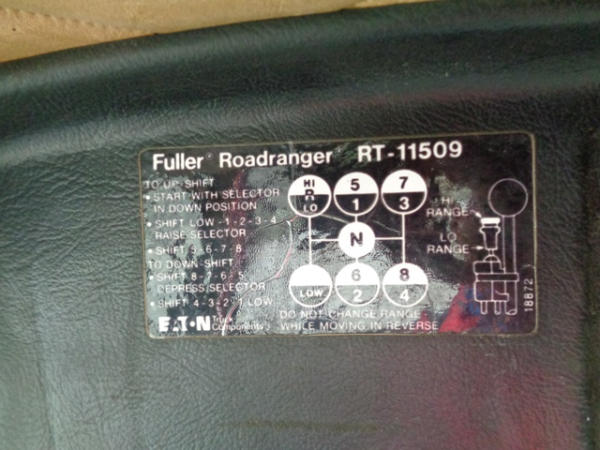 Fuller Roadranger RT-11509
TO UP-SHIFT
• START WITH SELECTOR
IN DOWN POSITION
• SHIFT LOW-1-2-3-4
RAISE SELECTOR
• SHIFT 5-6-7-8
TO DOWN-SHIFT
• SHIFT 8-7-6-5
DEPRESS SELECTOR
• SHIFT 4-3-2-1 LOW
EATON Truck
Components
HI 5 7
R 1 3
LO
N
6 8
LOW 2 4
HI
RANGE
LO
RANGE
DO NOT CHANGE RANGE
WHILE MOVING IN REVERSE
18872